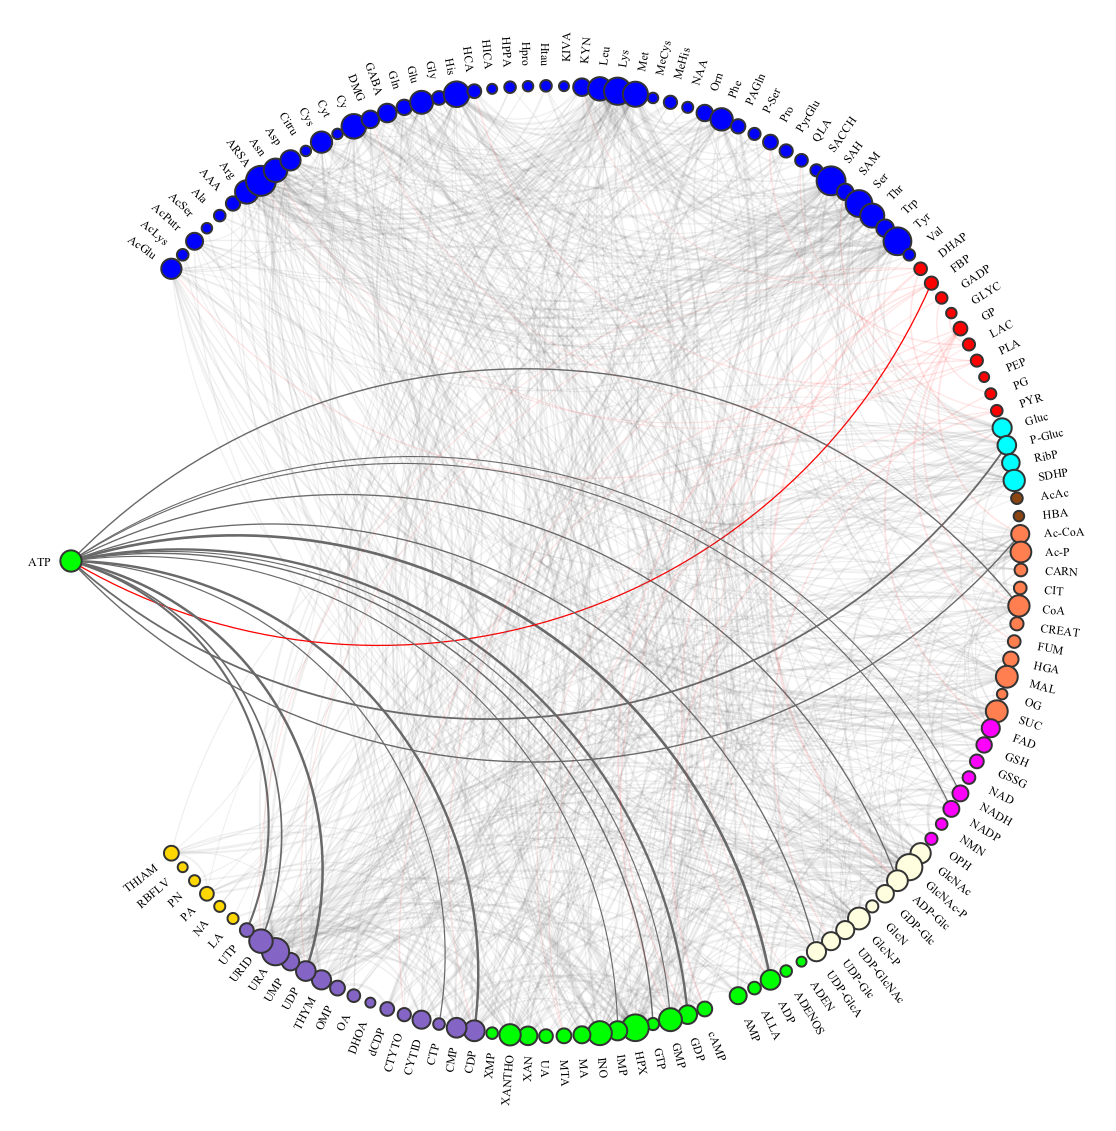 AcGlu
AcLys
AcPutr
AcSer
Ala
AAA
Arg
ARSA
Asn
Asp
Citru
Cys
Cyt
Cy
DMG
GABA
Gln
Glu
Gly
His
HCA
HICA
HPPA
Hpro
Htau
KIVA
KYN
Leu
Lys
Met
McCys
MeHis
NAA
Orn
Phe
PAGln
P-Ser
Pro
PyrGlu
QLA
SACCH
SAH
SAM
Ser
Thr
Trp
Tyr
Val
DHAP
FBP
GADP
GLYC
GP
LAC
PLA
PEP
PG
PYR
Gluc
P-Gluc
RibP
SDHP
AcAc
HBA
Ac-CoA
Ac-P
CARN
CIT
CoA
CREAT
FUM
HGA
MAL
OG
SUC
FAD
GSH
GSSG
NAD
NADH
NADP
NMN
OPH
GlcNAc
GlcNAc-P
ADP-Glc
GDP-Glc
GlcN
GlcN-P
UDP-GlcNAc
UDP-Glc
UDP-GlcA
ADEN
ADENOS
ADP
ALLA
AMP
cAMP
GDP
GMP
GTP
HPX
IMP
INO
MA
MTA
UA
XAN
XANTHO
XMP
CDP
CMP
CTP
CYTID
CTYTO
dCDP
DHOA
OA
OMP
THYM
UDP
UMP
URA
URID
UTP
LA
NA
PA
PN
RBFLV
THIAM
ATP